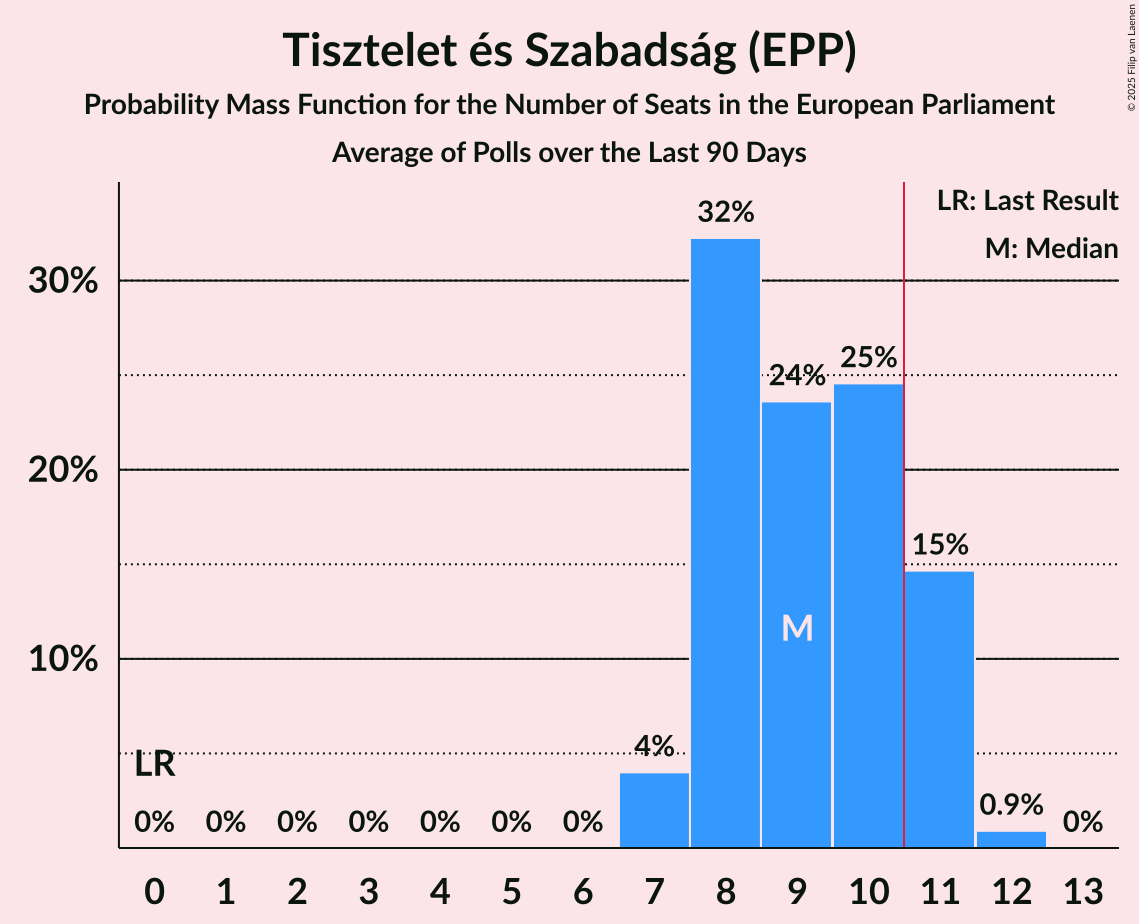 Tisztelet és Szabadság (EPP)
Probability Mass Function for the Number of Seats in the European Parliament
Average of Polls over the Last 90 Days
© 2025 Filip van Laenen
LR: Last Result
M: Median
32%
30%
25%
24%
20%
15%
M
10%
4%
LR
0.9%
0% 0% 0% 0% 0% 0% 0% 0%
0 1 2 3 4 5 6 7 8 9 10 11 12 13